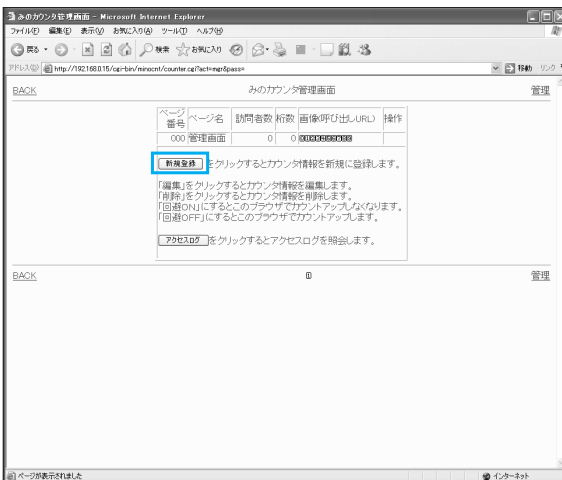 みのカウンタ管理画面 - Microsoft Internet Explorer
ファイル(F) 編集(E) 表示(V) お気に入り(A) ツール(T) ヘルプ(H)
戻る 検索 お気に入り
アドレス(D) http://192.168.0.15/cgi-bin/minocnt/counter.cgi?act=mgr&pass= 移動 リンク
BACK みのカウンタ管理画面 管理
ページ番号 ページ名 訪問者数 桁数 画像(呼び出しURL) 操作
000 管理画面 0 0
新規登録 をクリックするとカウンタ情報を新規に登録します。
「編集」をクリックするとカウンタ情報を編集します。
「削除」をクリックするとカウンタ情報を削除します。
「回避ON」にするとこのブラウザでカウントアップしなくなります。
「回避OFF」にするとこのブラウザでカウントアップします。
アクセスログ をクリックするとアクセスログを照会します。
BACK 管理
ページが表示されました インターネット